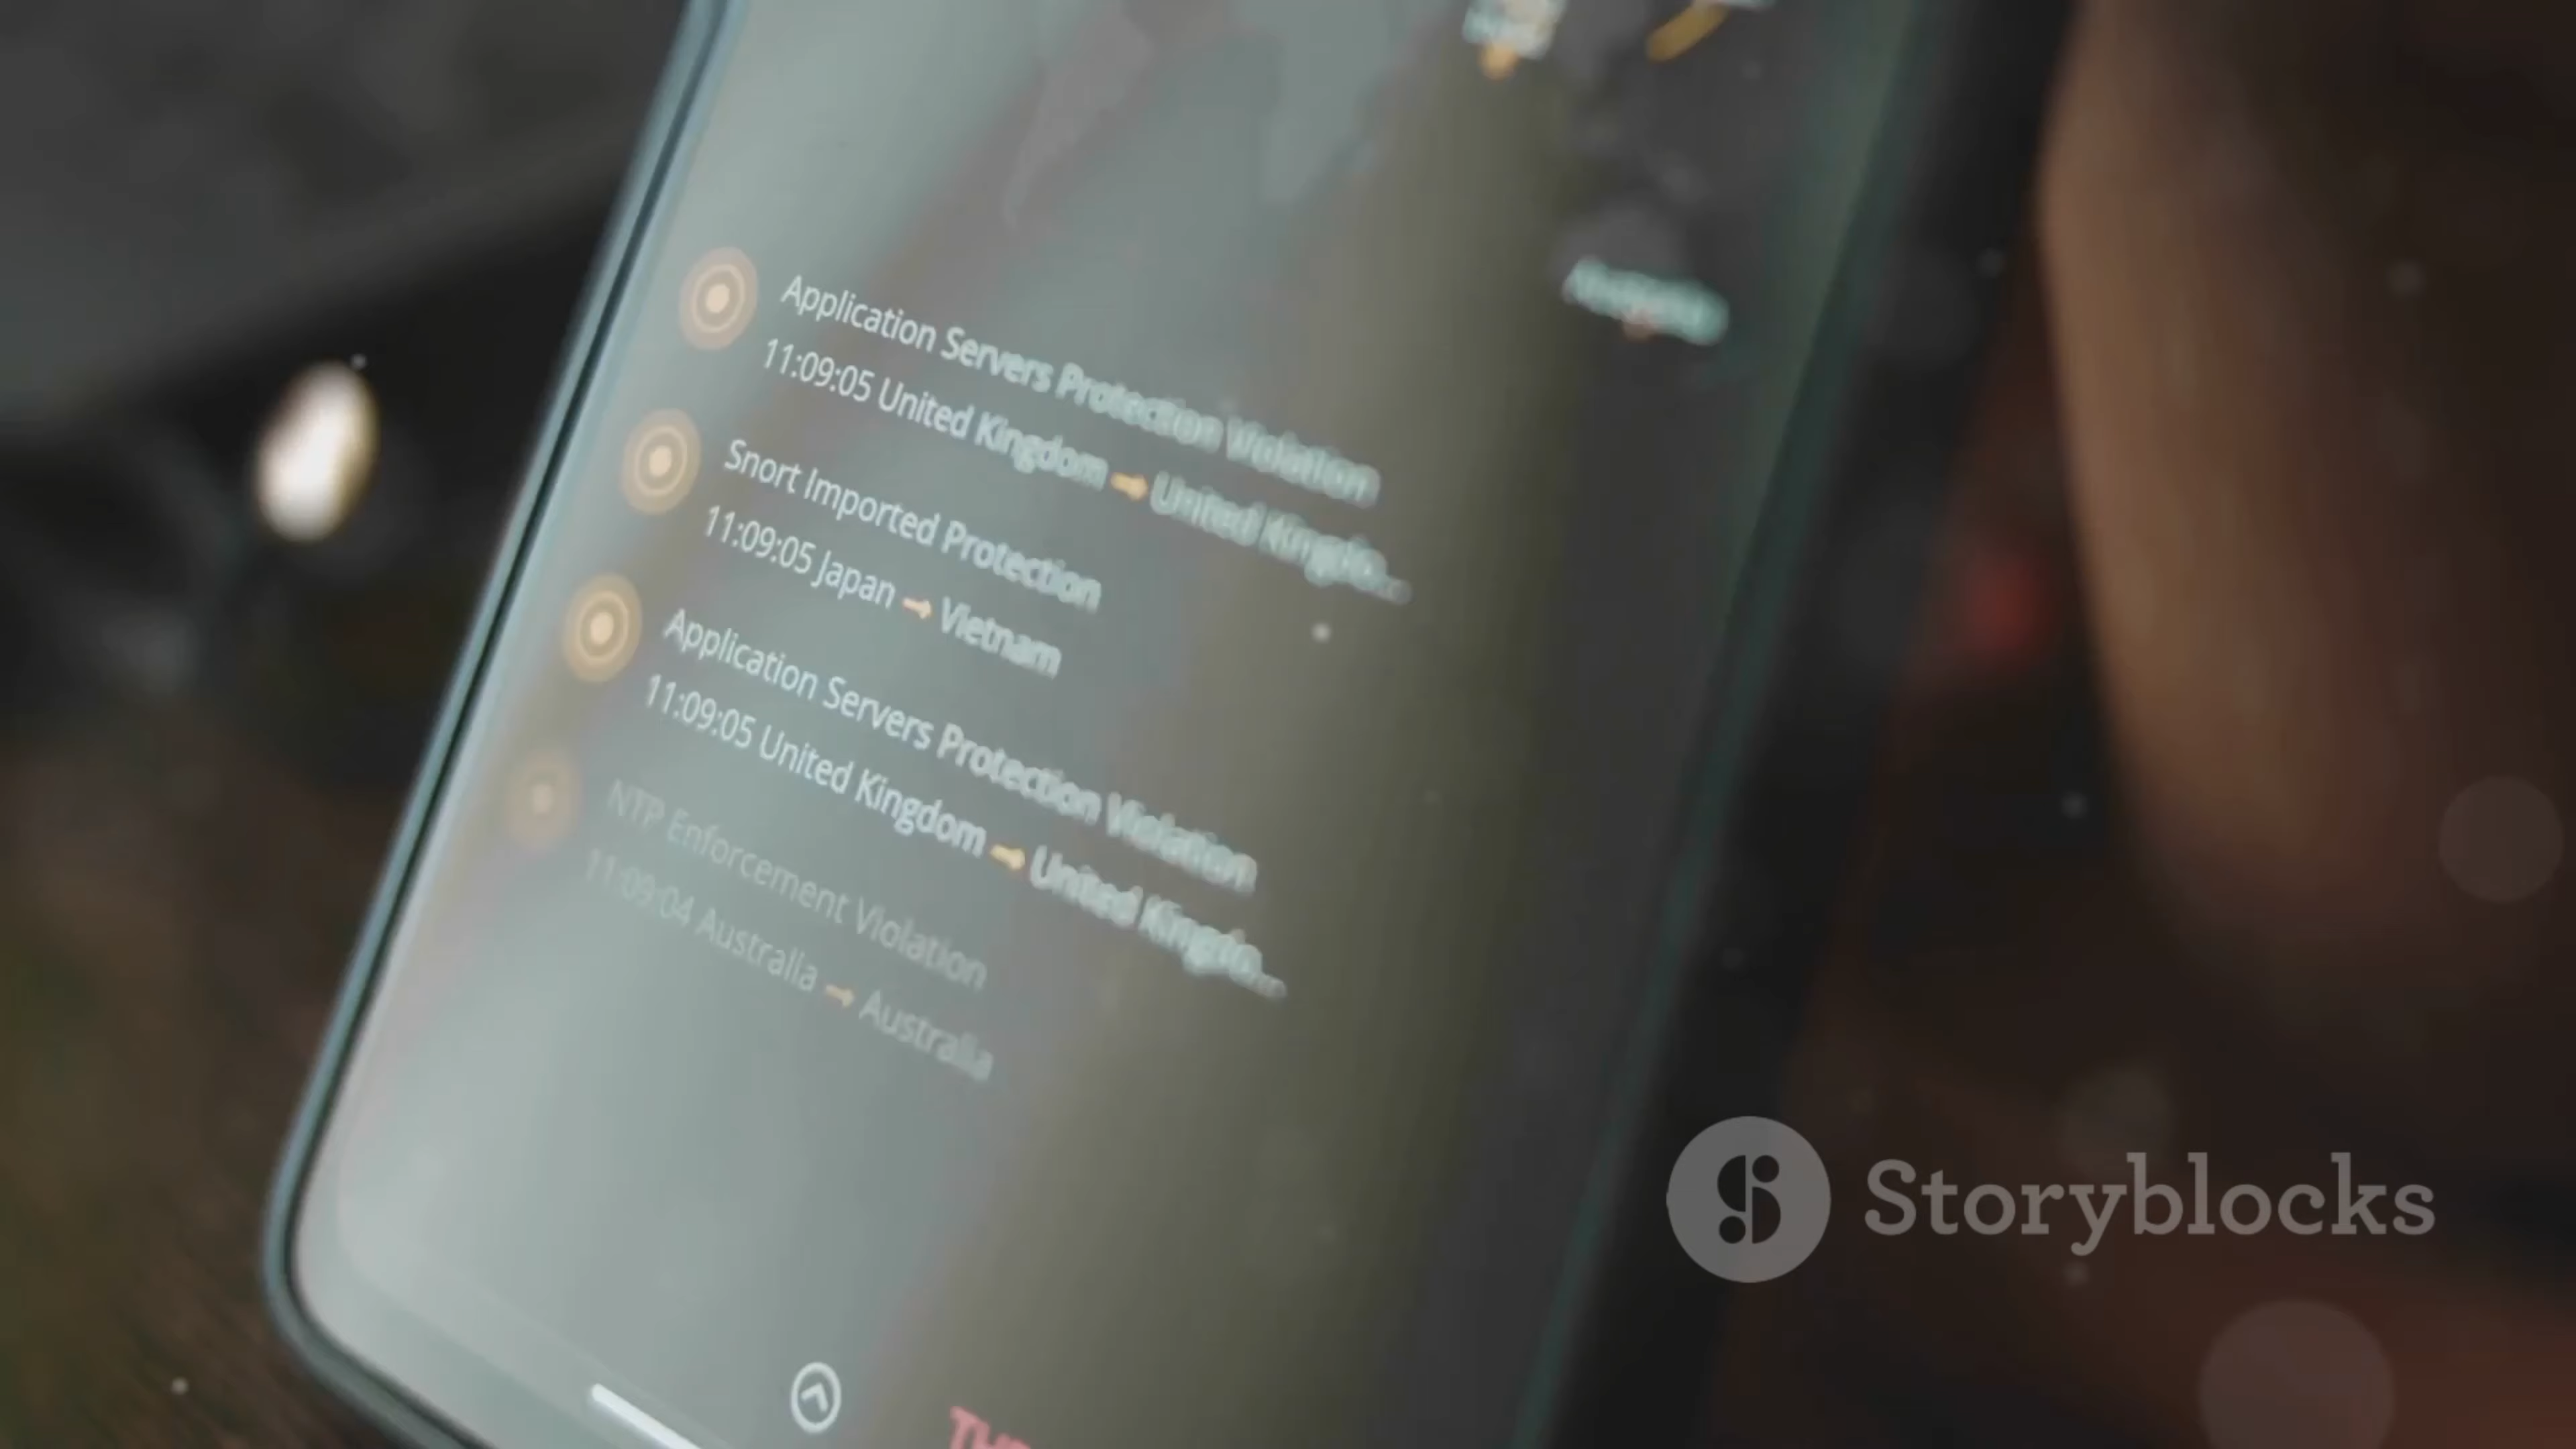 Application Servers Protection Violation
11:09:05 United Kingdom → United Kingdo...
Snort Imported Protection
11:09:05 Japan → Vietnam
Application Servers Protection Violation
11:09:05 United Kingdom → United Kingdo...
NTP Enforcement Violation
11:09:04 Australia → Australia
Storyblocks